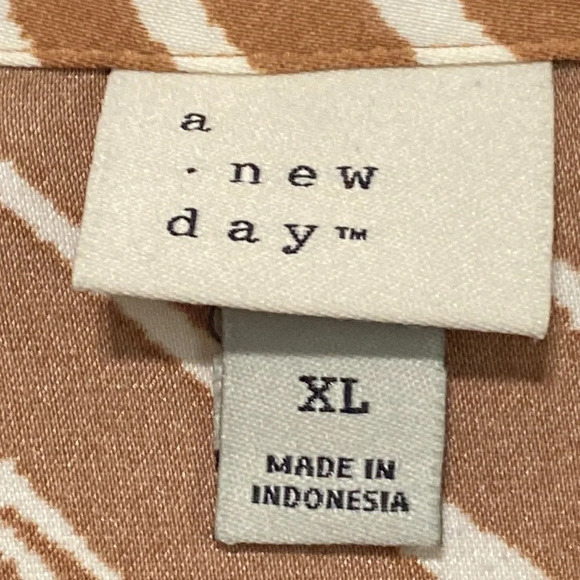 a
· new
day™
XL
MADE IN
INDONESIA